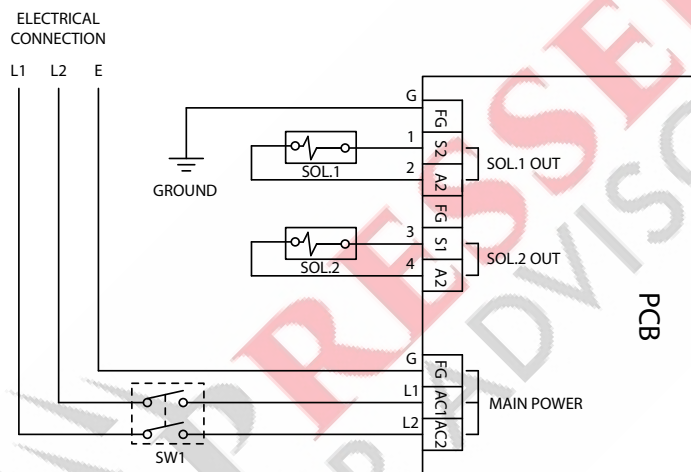 ELECTRICAL
CONNECTION
L1 L2 E
G
FG
GROUND
1
S2
SOL.1
SOL.1 OUT
2
A2
FG
3
S1
SOL.2
SOL.2 OUT
4
A2
PCB
G
FG
L1
AC1
MAIN POWER
L2
AC2
SW1
PRESSE
R ADVISO